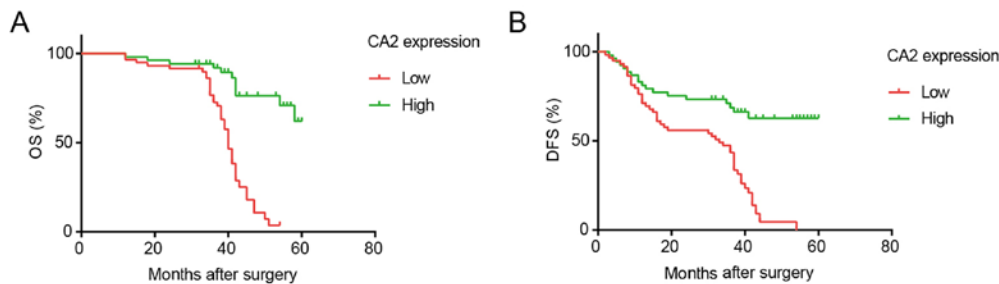 A
CA2 expression
Low
High
OS (%)
100
50
0
0
20
40
60
80
Months after surgery
B
CA2 expression
Low
High
DFS (%)
100
50
0
0
20
40
60
80
Months after surgery